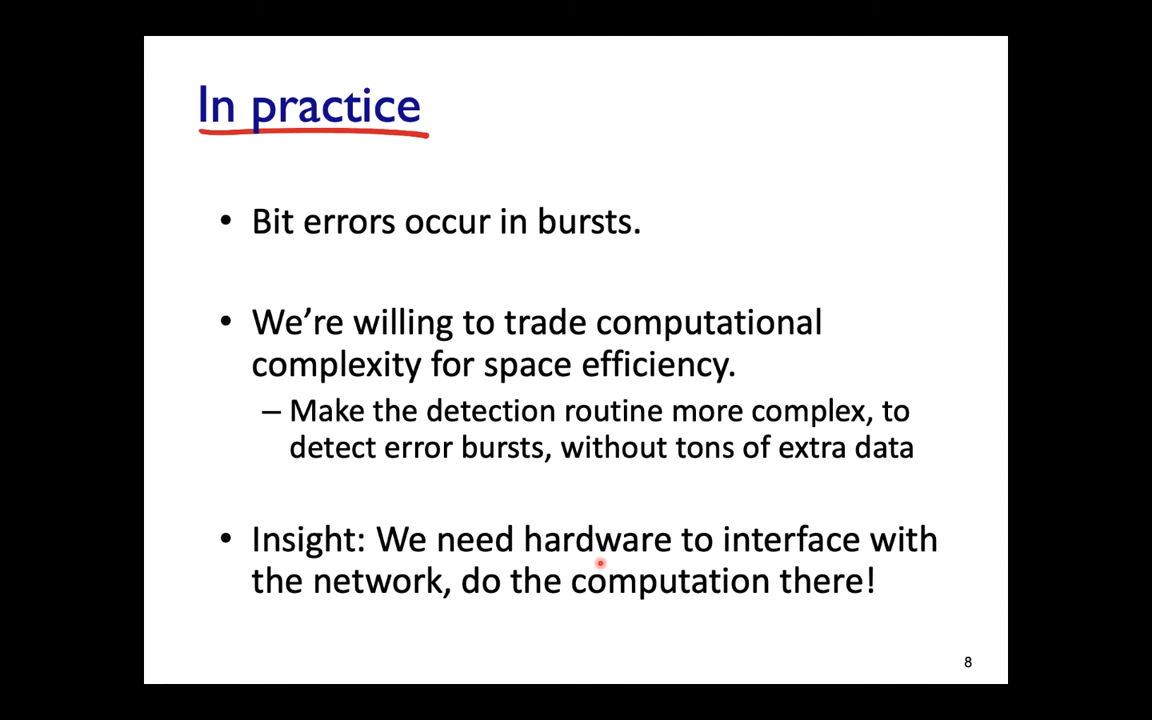 In practice
• Bit errors occur in bursts.
• We’re willing to trade computational
complexity for space efficiency.
– Make the detection routine more complex, to
detect error bursts, without tons of extra data
• Insight: We need hardware to interface with
the network, do the computation there!
8